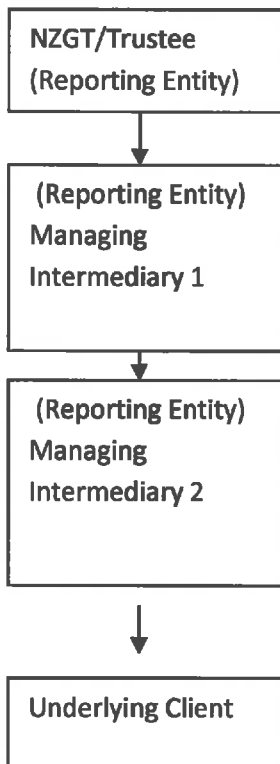 NZGT/Trustee
(Reporting Entity)
(Reporting Entity)
Managing
Intermediary 1
(Reporting Entity)
Managing
Intermediary 2
Underlying Client